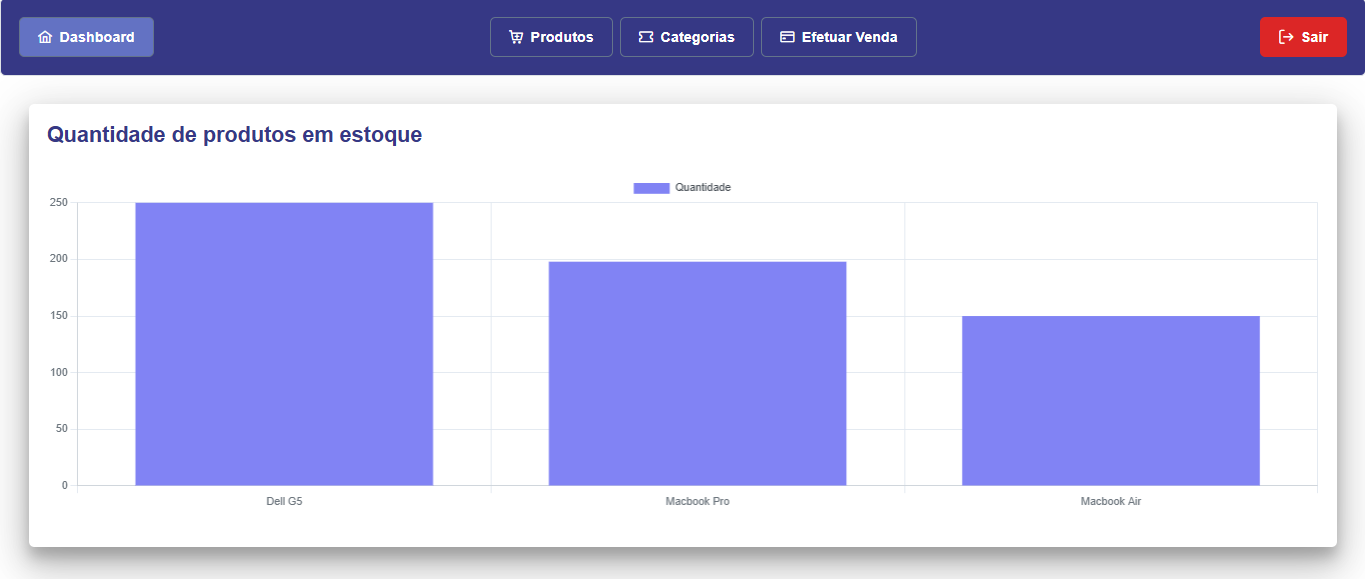 Dashboard
Produtos
Categorias
Efetuar Venda
Sair
Quantidade de produtos em estoque
Quantidade
250
200
150
100
50
0
Dell G5
Macbook Pro
Macbook Air